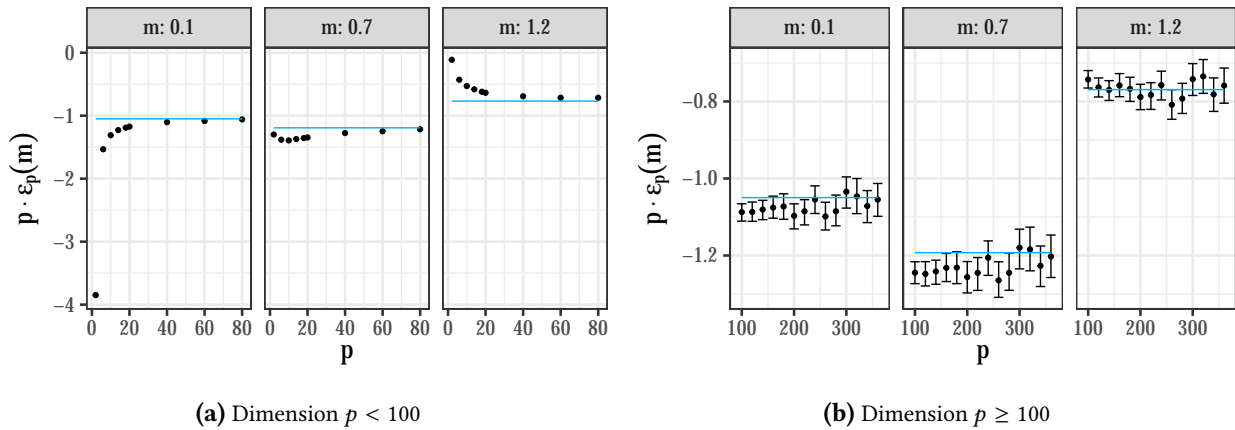 m: 0.1 m: 0.7 m: 1.2
0
−1
−2
−3
−4
p · εₚ(m)
0 20 40 60 80 0 20 40 60 80 0 20 40 60 80
p
(a) Dimension p < 100
m: 0.1 m: 0.7 m: 1.2
−0.8
−1.0
−1.2
p · εₚ(m)
100 200 300 100 200 300 100 200 300
p
(b) Dimension p ≥ 100